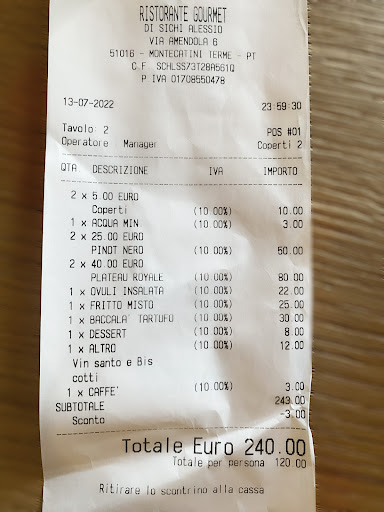 RISTORANTE GOURMET
DI SICHI ALESSIO
VIA AMENDOLA 6
51016 - MONTECATINI TERME - PT
C.F. SCHLSS73T28A561Q
P.IVA 01708550478
13-07-2022 23:59:30
Tavolo: 2 POS #01
Operatore Manager Coperti 2
QTA DESCRIZIONE IVA IMPORTO
2 x 5.00 EURO
Coperti (10.00%) 10.00
1 x ACQUA MIN (10.00%) 3.00
2 x 25.00 EURO
PINOT NERO (10.00%) 50.00
2 x 40.00 EURO
PLATEAU ROYALE (10.00%) 80.00
1 x OVULI INSALATA (10.00%) 22.00
1 x FRITTO MISTO (10.00%) 25.00
1 x BACCALA' TARTUFO (10.00%) 30.00
1 x DESSERT (10.00%) 8.00
1 x ALTRO (10.00%) 12.00
Vin santo e Bis
cotti
1 x CAFFE' (10.00%) 3.00
SUBTOTALE 243.00
Sconto -3.00
Totale Euro 240.00
Totale per persona 120.00
Ritirare lo scontrino alla cassa